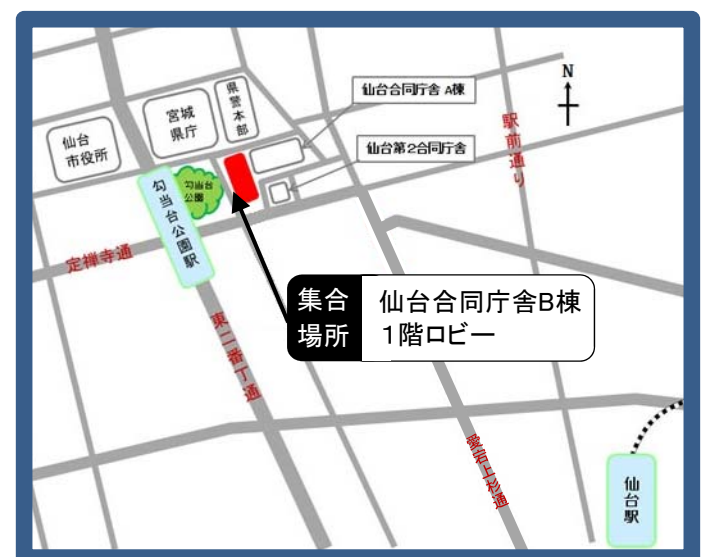 仙台合同庁舎 A棟
N
県警本部
宮城
県庁
仙台
市役所
駅前通り
仙台第2合同庁舎
勾当台
公園
勾当台公園駅
定禅寺通
集合
場所
仙台合同庁舎B棟
1階ロビー
東二番丁通
愛宕上杉通
仙台駅